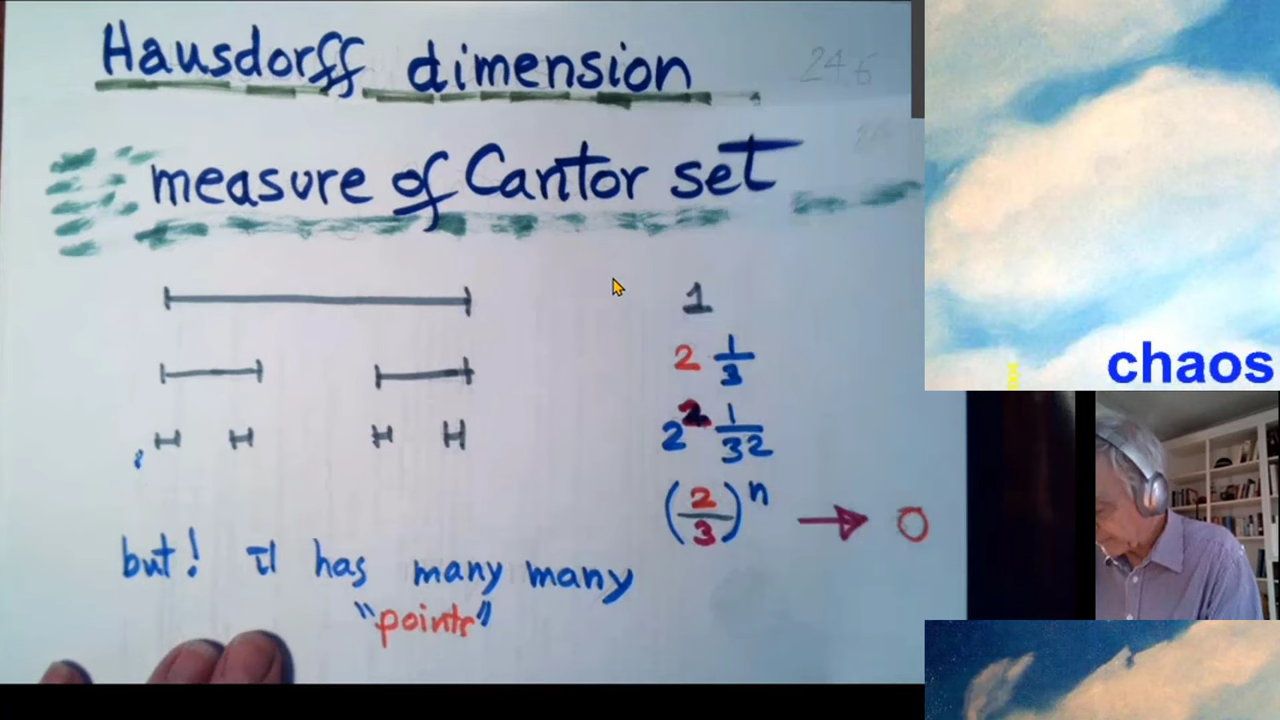 Hausdorff dimension
246
measure of Cantor set
1
2 1/3
2² 1/32
(2/3)ⁿ → 0
but! it has many many
"points"
chaos